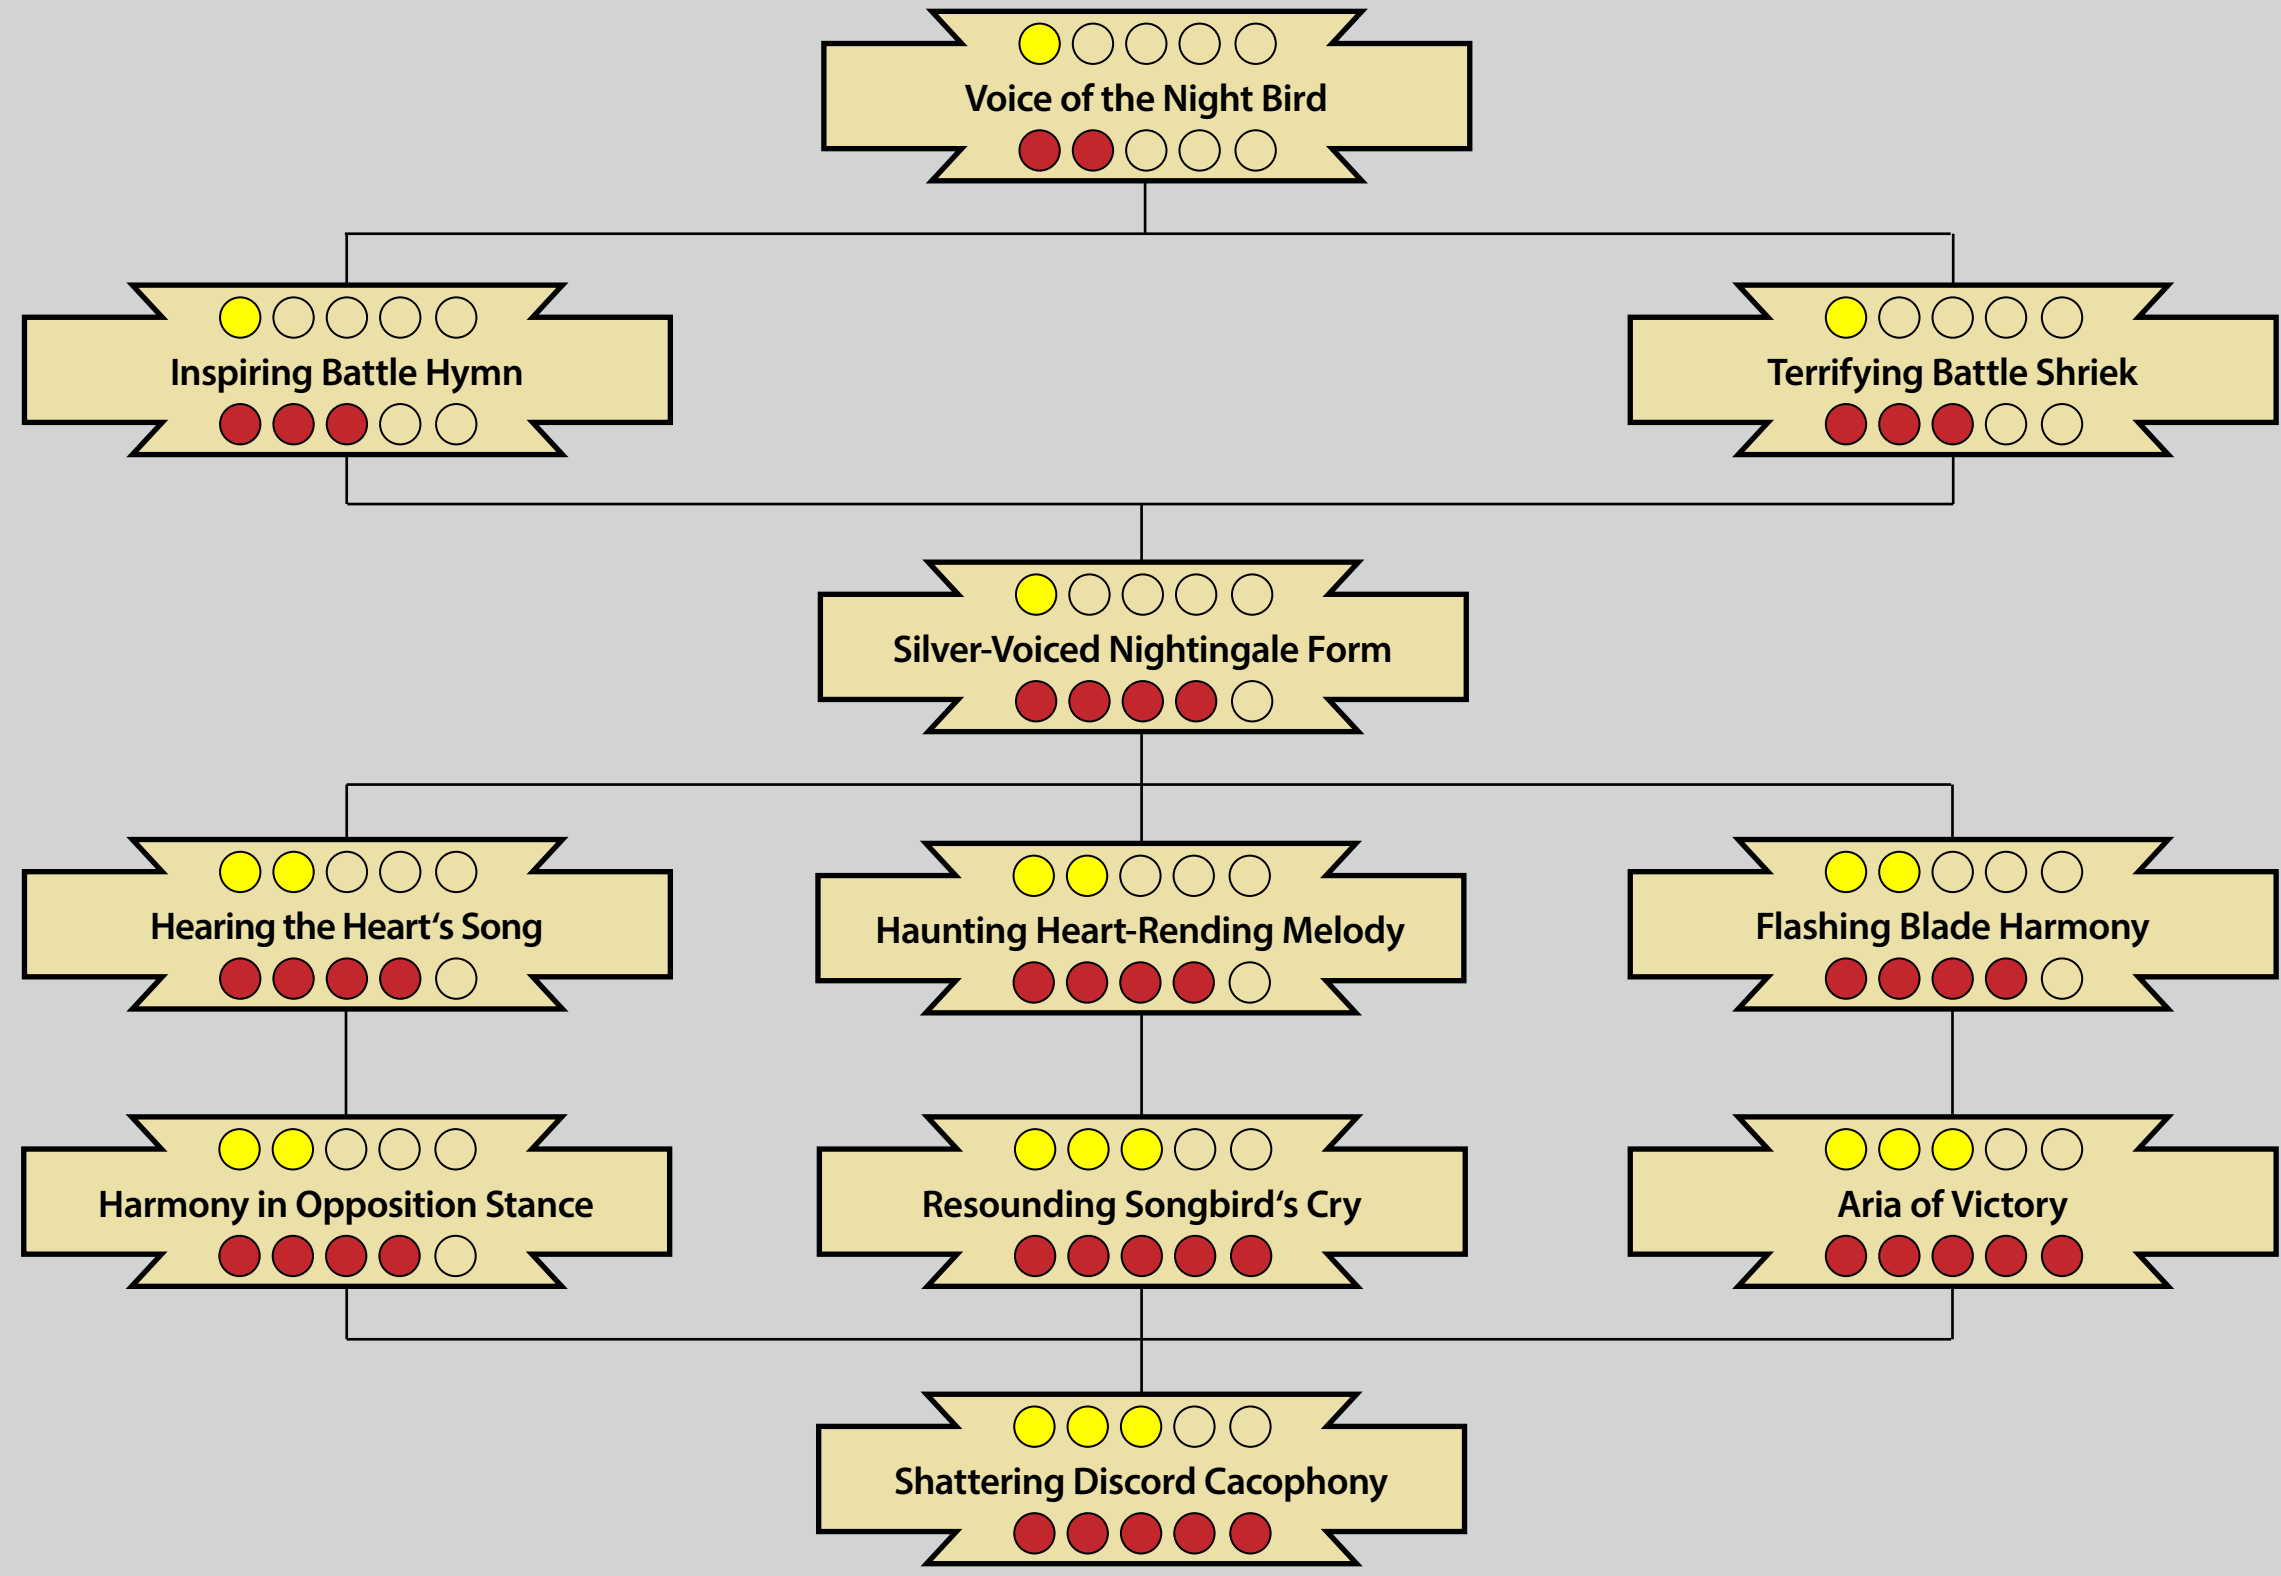 Voice of the Night Bird
Inspiring Battle Hymn
Terrifying Battle Shriek
Silver-Voiced Nightingale Form
Hearing the Heart‘s Song
Haunting Heart-Rending Melody
Flashing Blade Harmony
Harmony in Opposition Stance
Resounding Songbird‘s Cry
Aria of Victory
Shattering Discord Cacophony